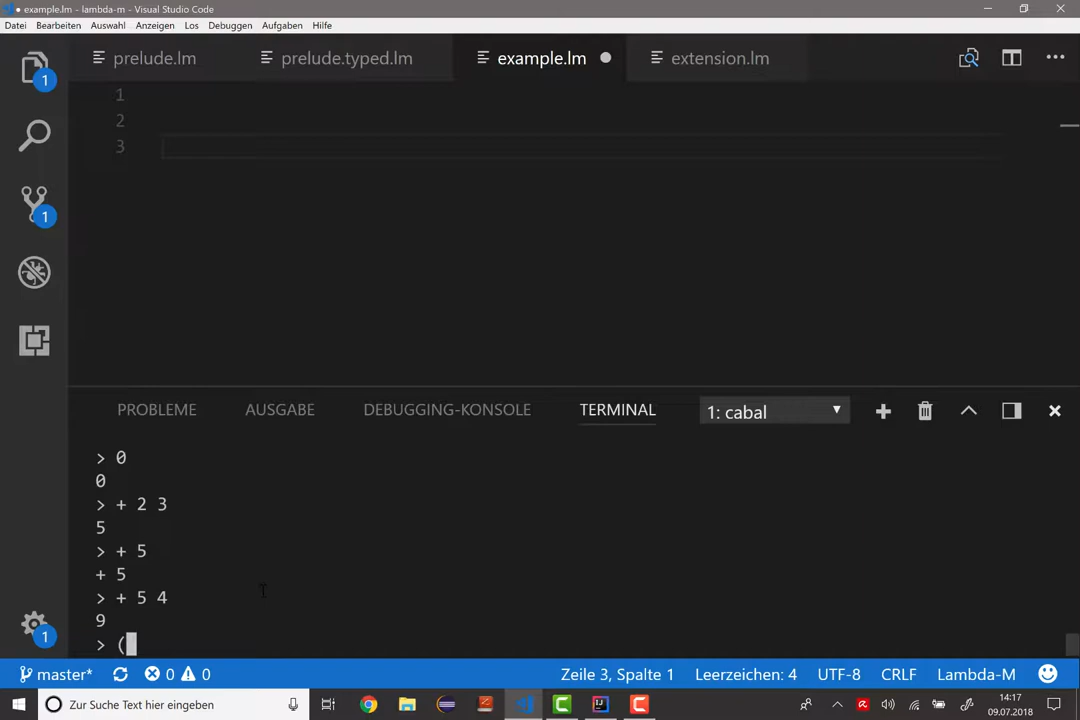 example.lm - lambda-m - Visual Studio Code
Datei Bearbeiten Auswahl Anzeigen Los Debuggen Aufgaben Hilfe
prelude.lm prelude.typed.lm example.lm extension.lm
1
1
2
3
1
PROBLEME AUSGABE DEBUGGING-KONSOLE TERMINAL 1: cabal
> 0
0
> + 2 3
5
> + 5
+ 5
> + 5 4
9
> (
1
master* 0 0 Zeile 3, Spalte 1 Leerzeichen: 4 UTF-8 CRLF Lambda-M
Zur Suche Text hier eingeben
14:17
09.07.2018